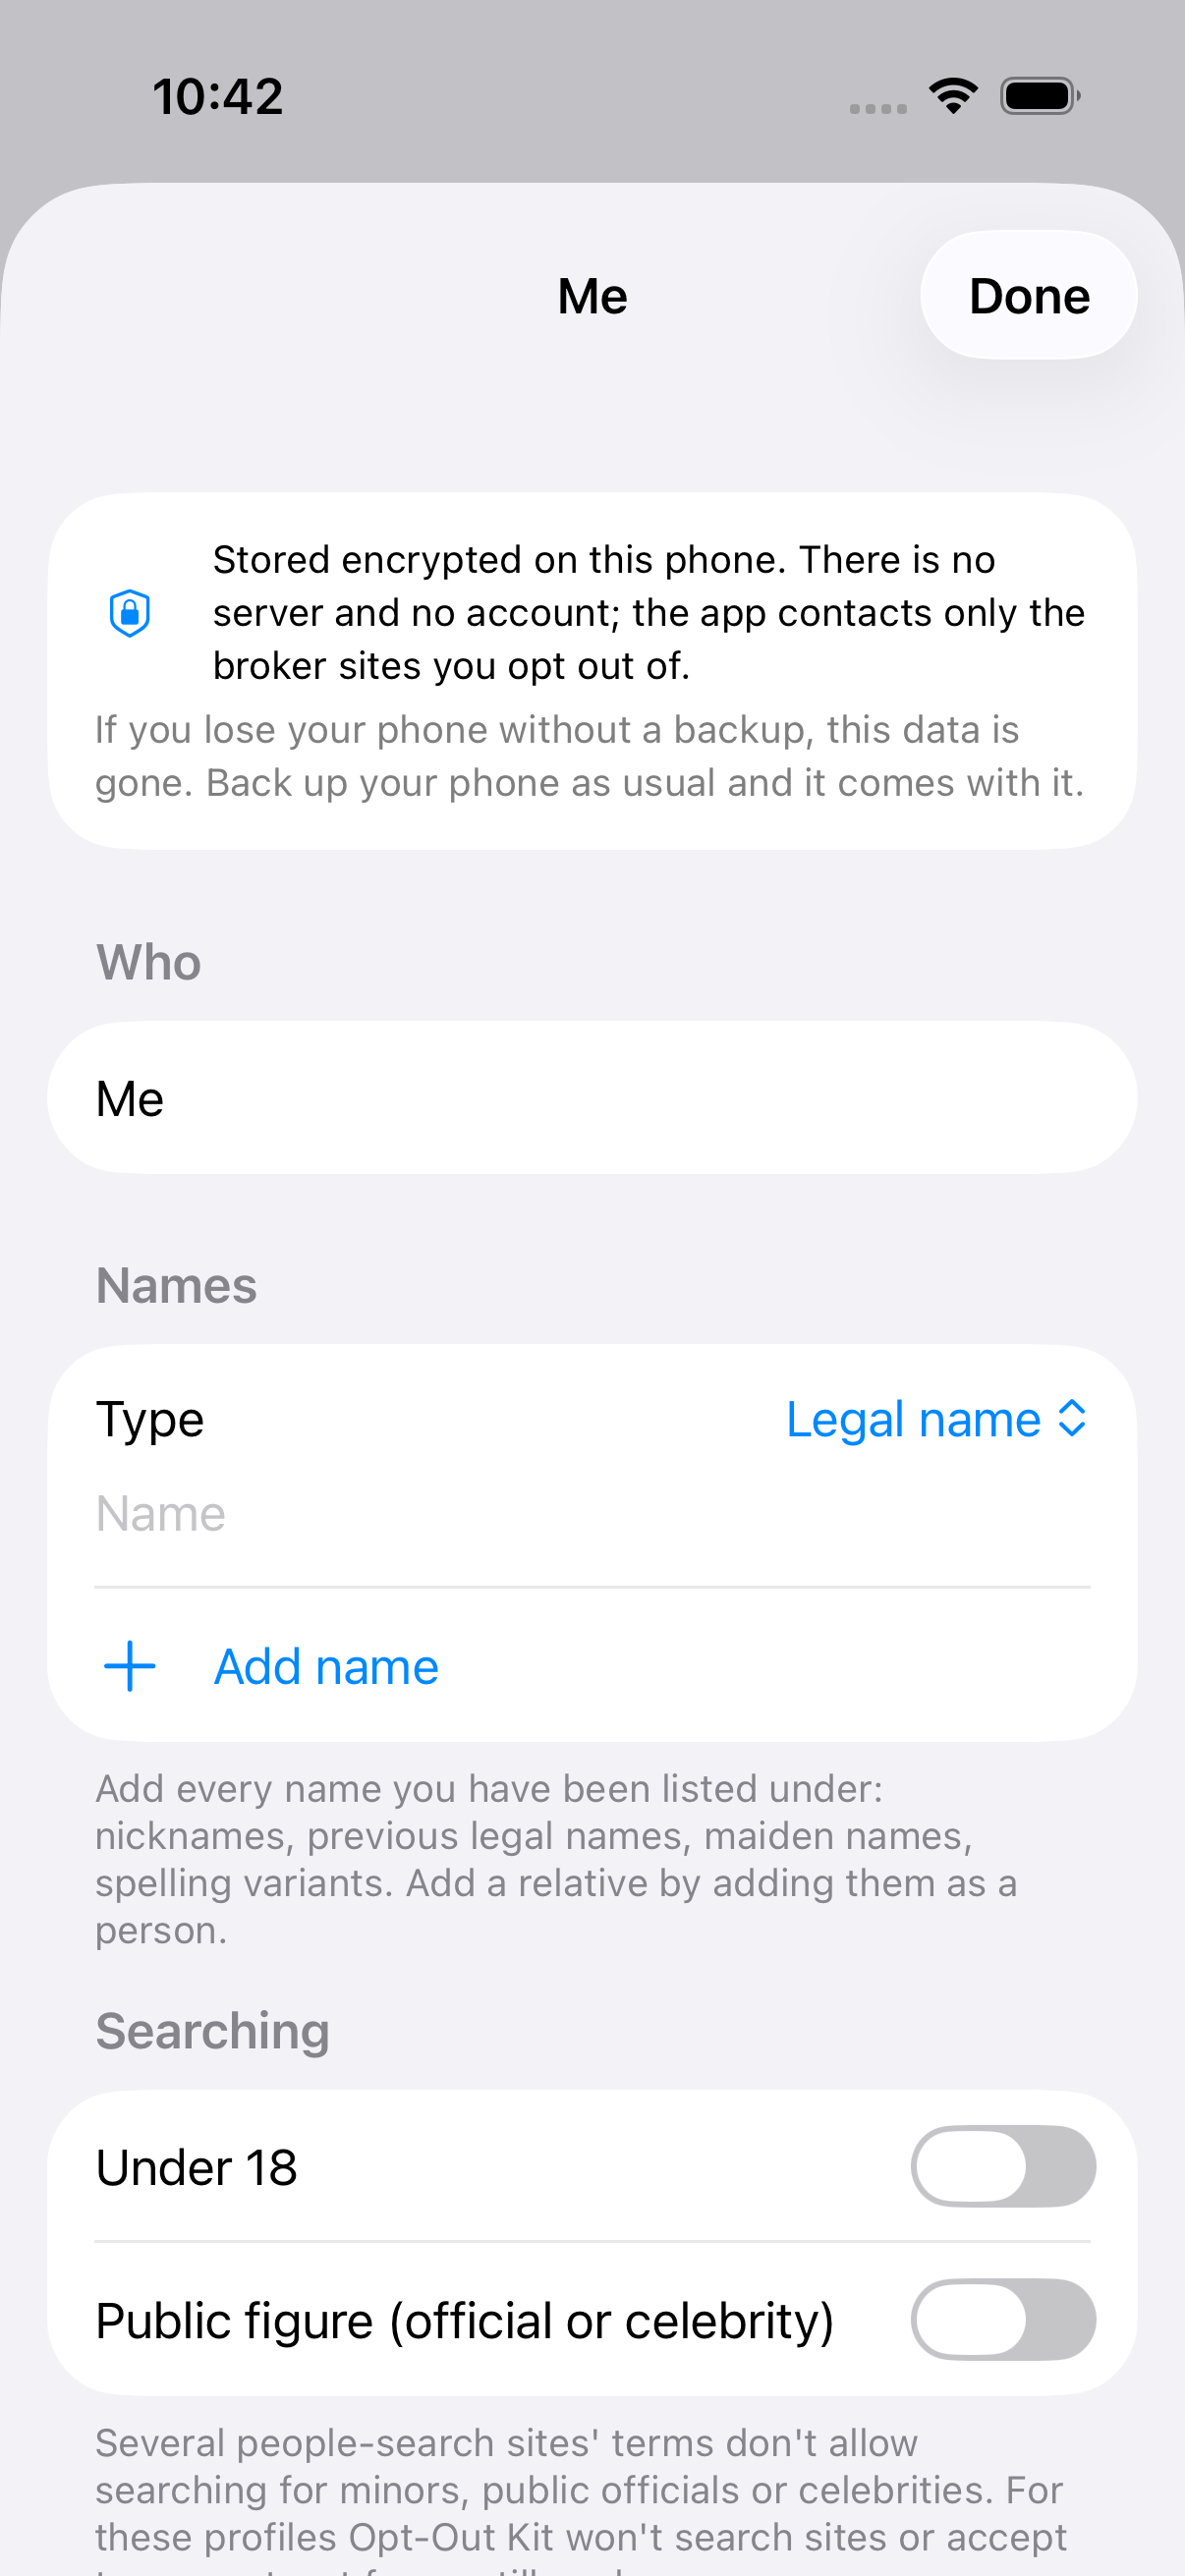 10:42
Me
Done
Stored encrypted on this phone. There is no
server and no account; the app contacts only the
broker sites you opt out of.
If you lose your phone without a backup, this data is
gone. Back up your phone as usual and it comes with it.
Who
Me
Names
Type
Legal name
Name
Add name
Add every name you have been listed under:
nicknames, previous legal names, maiden names,
spelling variants. Add a relative by adding them as a
person.
Searching
Under 18
Public figure (official or celebrity)
Several people-search sites' terms don't allow
searching for minors, public officials or celebrities. For
these profiles Opt-Out Kit won't search sites or accept